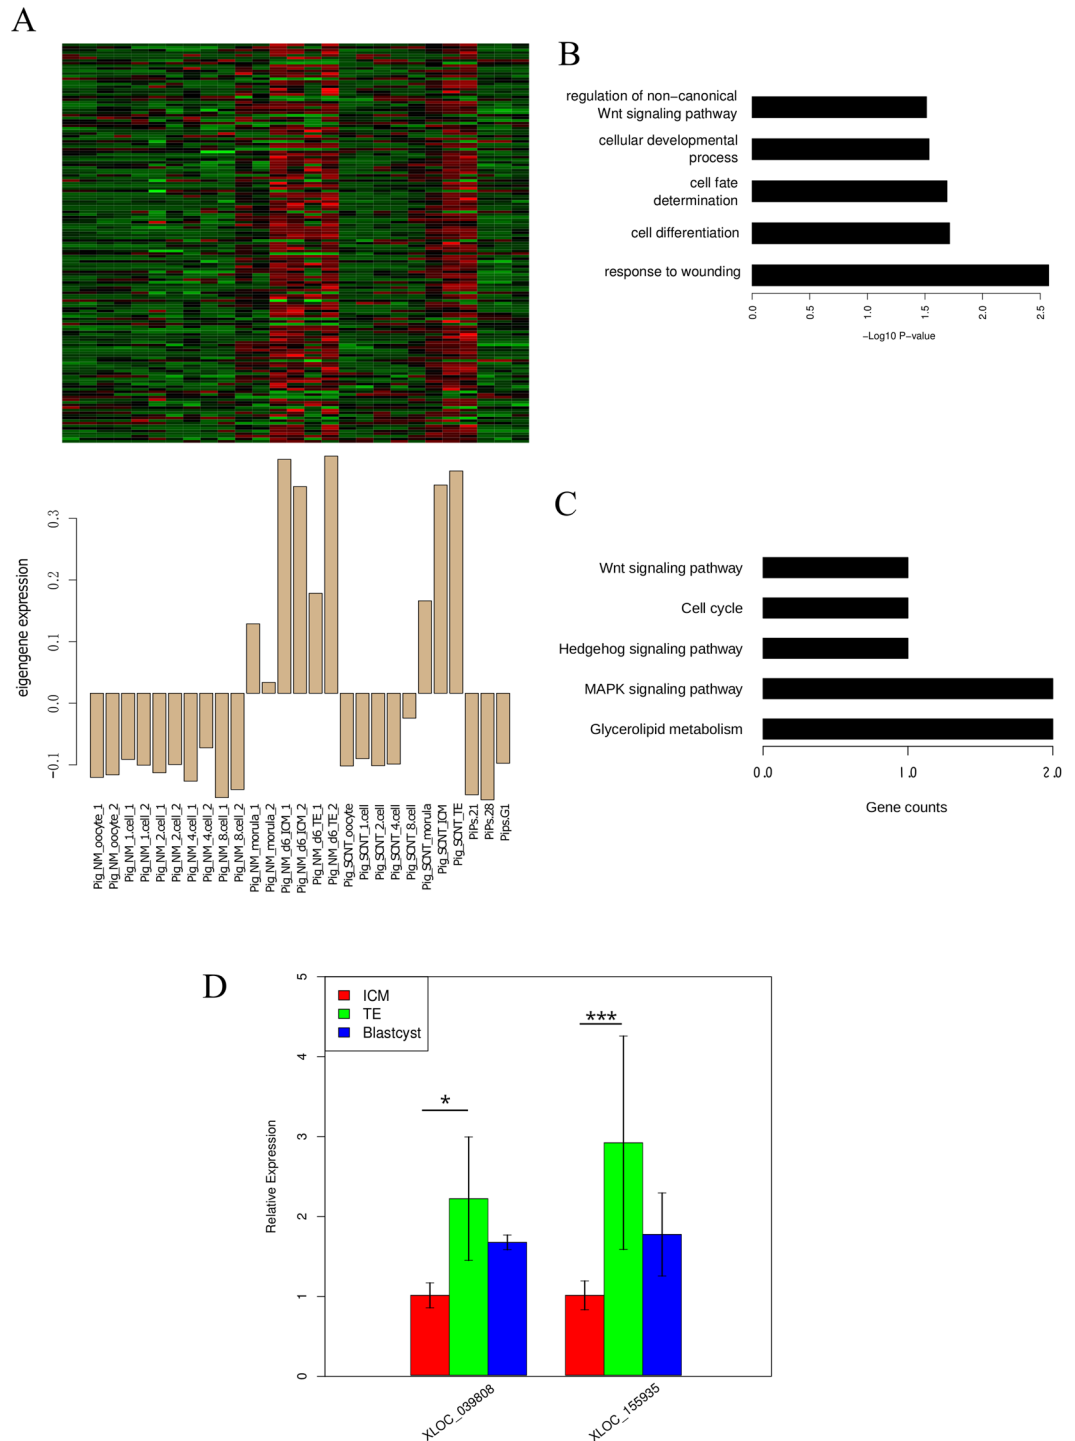 A
B
regulation of non−canonical
Wnt signaling pathway
cellular developmental
process
cell fate
determination
cell differentiation
response to wounding
0.0
0.5
1.0
1.5
2.0
2.5
−Log10 P−value
eigengene expression
0.3
0.2
0.1
0.0
−0.1
Pig_NM_oocyte_1
Pig_NM_oocyte_2
Pig_NM_1.cell_1
Pig_NM_1.cell_2
Pig_NM_2.cell_1
Pig_NM_2.cell_2
Pig_NM_4.cell_1
Pig_NM_4.cell_2
Pig_NM_8.cell_1
Pig_NM_8.cell_2
Pig_NM_morula_1
Pig_NM_morula_2
Pig_NM_d6_ICM_1
Pig_NM_d6_ICM_2
Pig_NM_d6_TE_1
Pig_NM_d6_TE_2
Pig_SCNT_oocyte
Pig_SCNT_1.cell
Pig_SCNT_2.cell
Pig_SCNT_4.cell
Pig_SCNT_8.cell
Pig_SCNT_morula
Pig_SCNT_ICM
Pig_SCNT_TE
PiPs.21
PiPs.28
Pips.G1
C
Wnt signaling pathway
Cell cycle
Hedgehog signaling pathway
MAPK signaling pathway
Glycerolipid metabolism
0.0
1.0
2.0
Gene counts
D
ICM
TE
Blastcyst
5
4
3
2
1
0
Relative Expression
*
***
XLOC_039808
XLOC_155935